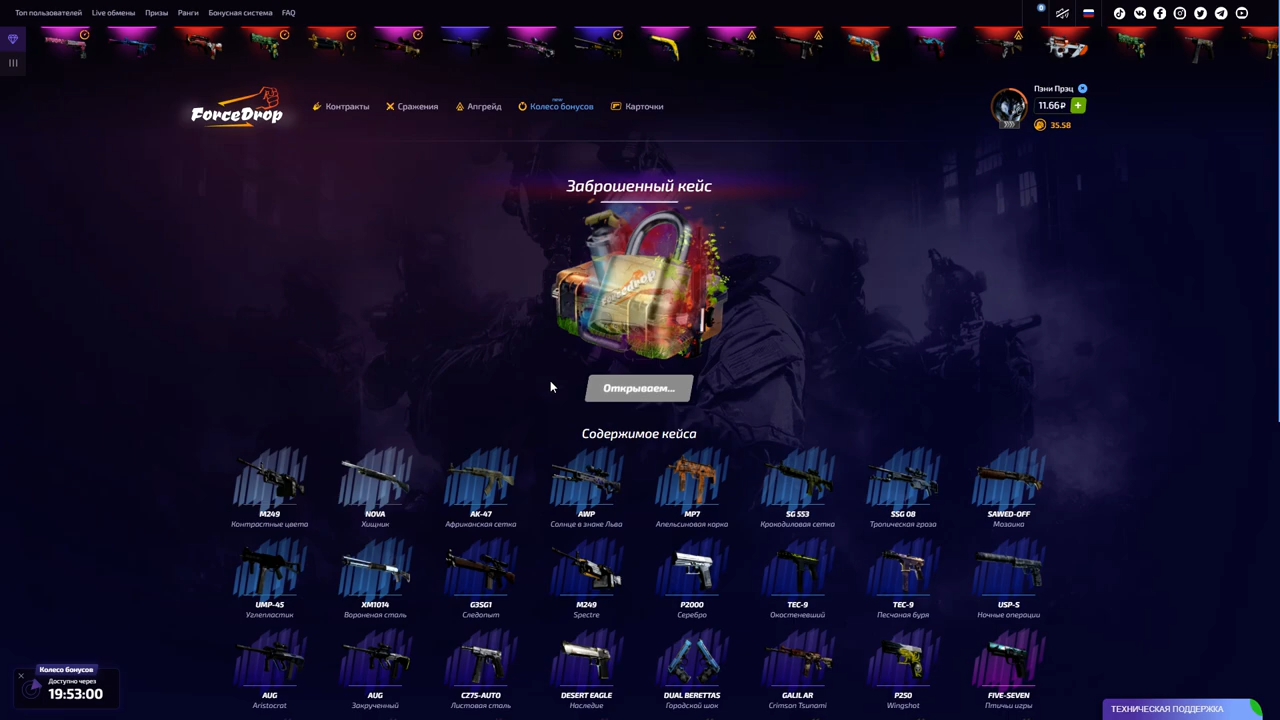 Топ пользователей Live обмены Призы Ранги Бонусная система FAQ
ForceDrop
Контракты Сражения Апгрейд Колесо бонусов Карточки
new
Пэни Прэц
11.66 ₽ +
35.58
Заброшенный кейс
ForceDrop
Открываем...
Содержимое кейса
M249 NOVA AK-47 AWP MP7 SG 553 SSG 08 SAWED-OFF
Контрастные цвета Хищник Африканская сетка Солнце в знаке Льва Апельсиновая корка Крокодиловая сетка Тропическая гроза Мозаика
UMP-45 XM1014 G3SG1 M249 P2000 TEC-9 TEC-9 USP-S
Углепластик Вороненая сталь Следопыт Spectre Серебро Окостеневший Песчаная буря Ночные операции
AUG AUG CZ75-AUTO DESERT EAGLE DUAL BERETTAS GALIL AR P250 FIVE-SEVEN
Aristocrat Закрученный Листовая сталь Наследие Городской шок Crimson Tsunami Wingshot Птичьи игры
Колесо бонусов
Доступно через
19:53:00
ТЕХНИЧЕСКАЯ ПОДДЕРЖКА